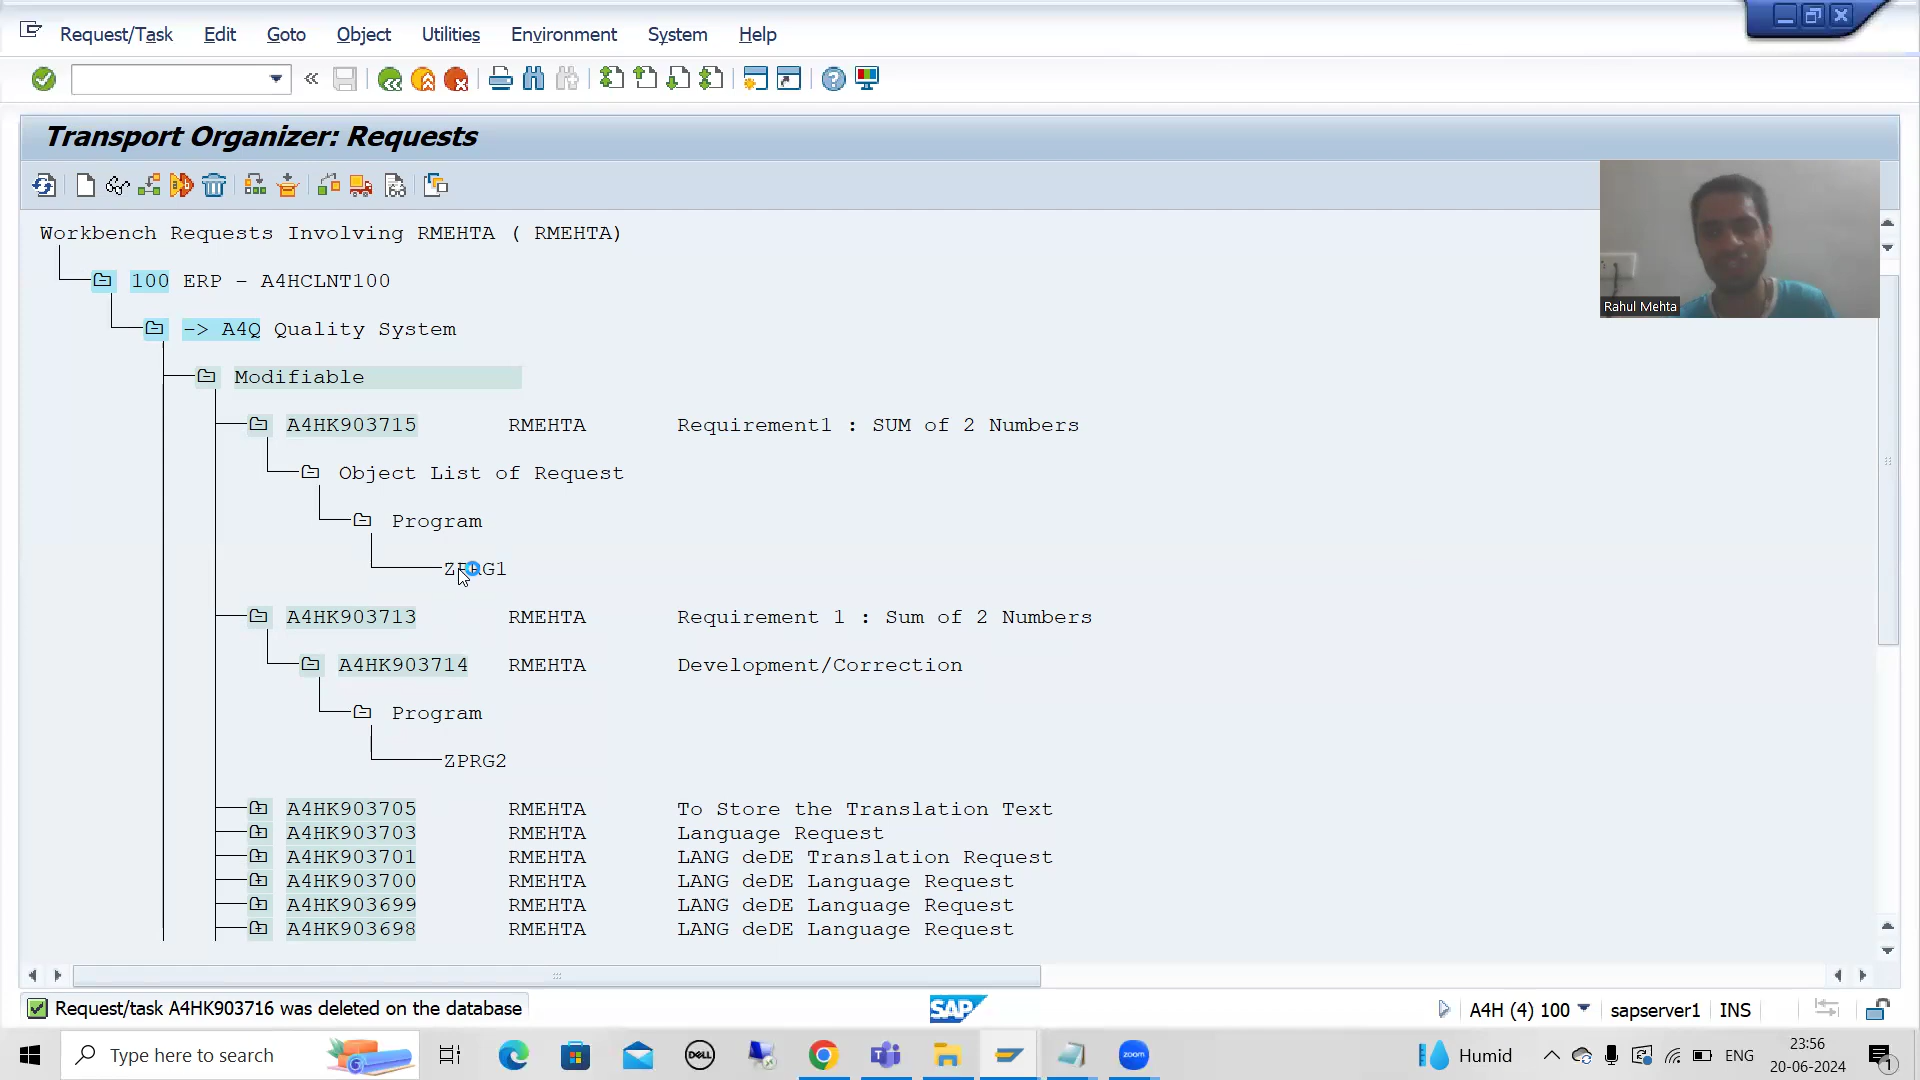 Request/Task Edit Goto Object Utilities Environment System Help
Transport Organizer: Requests
Workbench Requests Involving RMEHTA ( RMEHTA)
100 ERP - A4HCLNT100
-> A4Q Quality System
Modifiable
A4HK903715 RMEHTA Requirement1 : SUM of 2 Numbers
Object List of Request
Program
ZPRG1
A4HK903713 RMEHTA Requirement 1 : Sum of 2 Numbers
A4HK903714 RMEHTA Development/Correction
Program
ZPRG2
A4HK903705 RMEHTA To Store the Translation Text
A4HK903703 RMEHTA Language Request
A4HK903701 RMEHTA LANG deDE Translation Request
A4HK903700 RMEHTA LANG deDE Language Request
A4HK903699 RMEHTA LANG deDE Language Request
A4HK903698 RMEHTA LANG deDE Language Request
Rahul Mehta
Request/task A4HK903716 was deleted on the database
SAP
A4H (4) 100 sapserver1 INS
Type here to search
DELL
zoom
Humid
ENG
23:56
20-06-2024
1